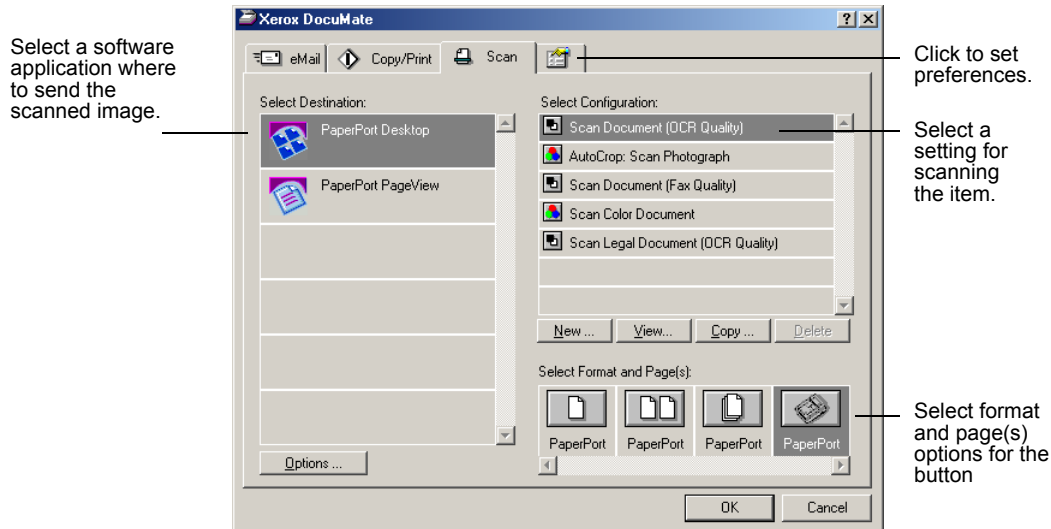 Xerox DocuMate
eMail
Copy/Print
Scan
Select a software
application where
to send the
scanned image.
Click to set
preferences.
Select Destination:
PaperPort Desktop
PaperPort PageView
Options ...
Select Configuration:
Scan Document (OCR Quality)
AutoCrop: Scan Photograph
Scan Document (Fax Quality)
Scan Color Document
Scan Legal Document (OCR Quality)
Select a
setting for
scanning
the item.
New ...
View...
Copy ...
Delete
Select Format and Page(s):
PaperPort
PaperPort
PaperPort
PaperPort
Select format
and page(s)
options for the
button
OK
Cancel